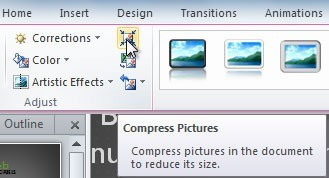 Home Insert Design Transitions Animations
Corrections
Color
Artistic Effects
Adjust
Outline
Compress Pictures
Compress pictures in the document
to reduce its size.